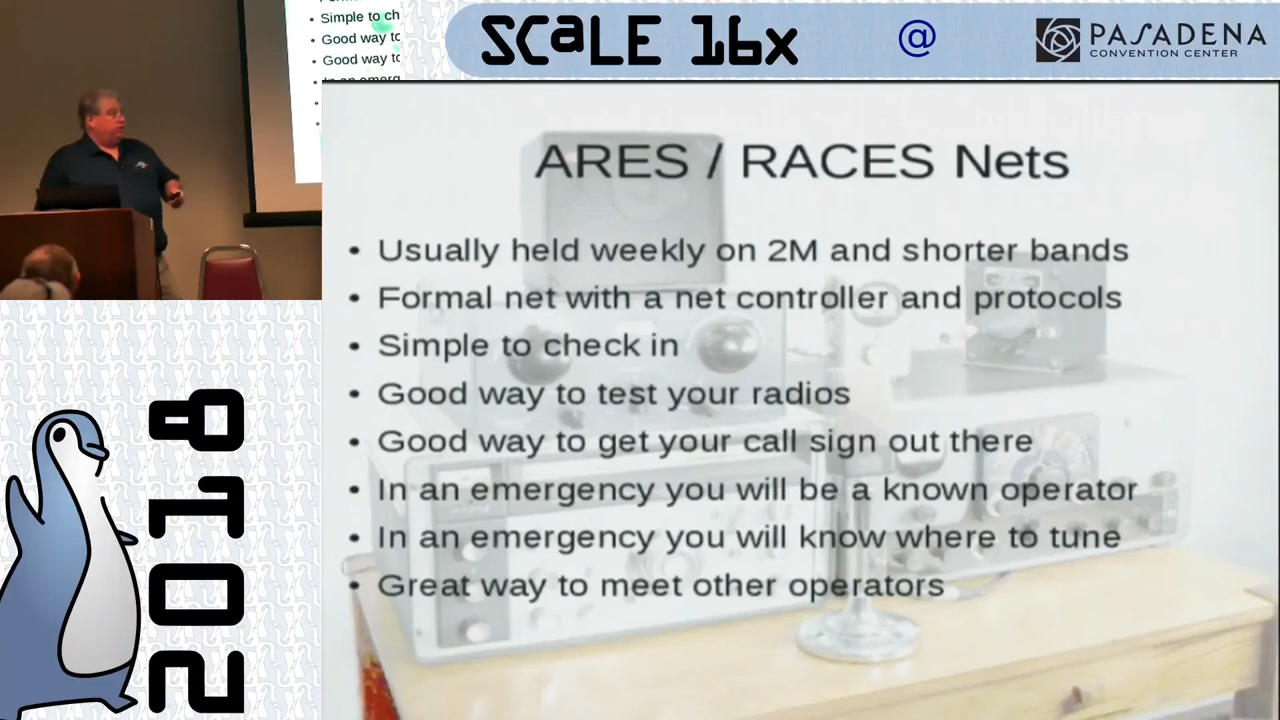 Simple to ch
Good way to
Good way to
In an emerg
SCaLE 16x
@
PASADENA
CONVENTION CENTER
ARES / RACES Nets
• Usually held weekly on 2M and shorter bands
• Formal net with a net controller and protocols
• Simple to check in
• Good way to test your radios
• Good way to get your call sign out there
• In an emergency you will be a known operator
• In an emergency you will know where to tune
• Great way to meet other operators
2018